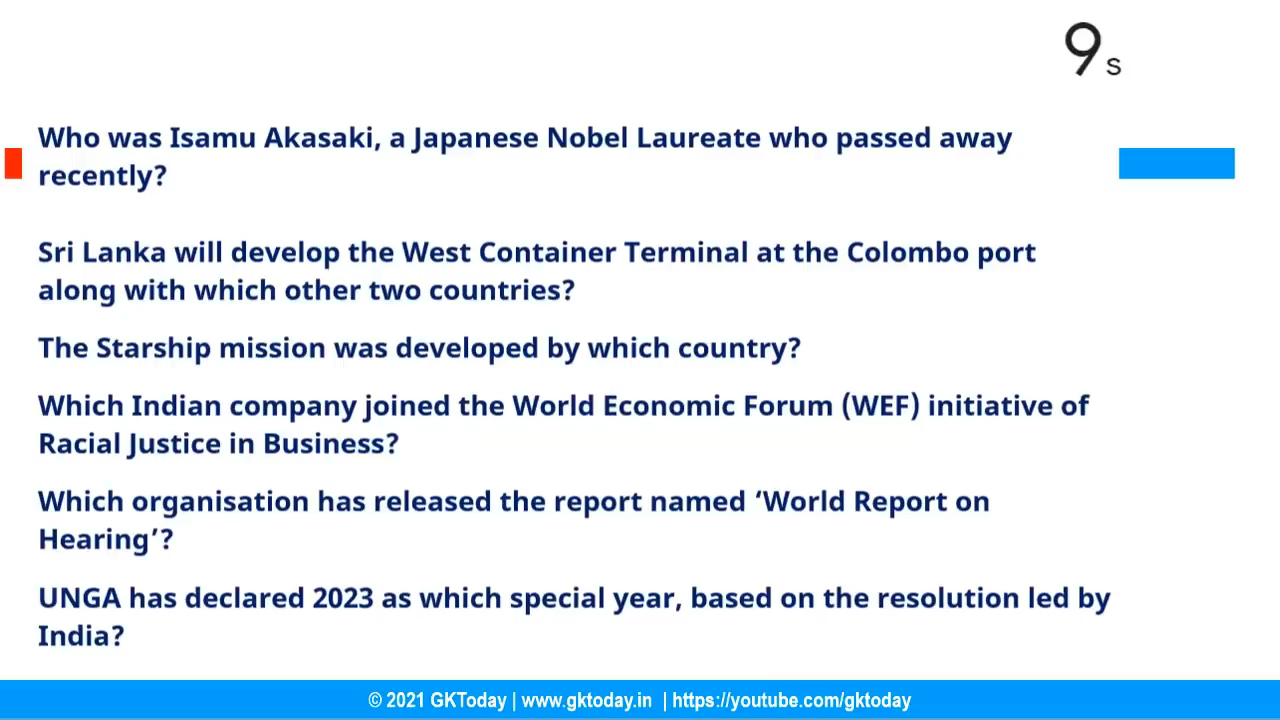 9 s
Who was Isamu Akasaki, a Japanese Nobel Laureate who passed away
recently?
Sri Lanka will develop the West Container Terminal at the Colombo port
along with which other two countries?
The Starship mission was developed by which country?
Which Indian company joined the World Economic Forum (WEF) initiative of
Racial Justice in Business?
Which organisation has released the report named ‘World Report on
Hearing’?
UNGA has declared 2023 as which special year, based on the resolution led by
India?
© 2021 GKToday | www.gktoday.in | https://youtube.com/gktoday